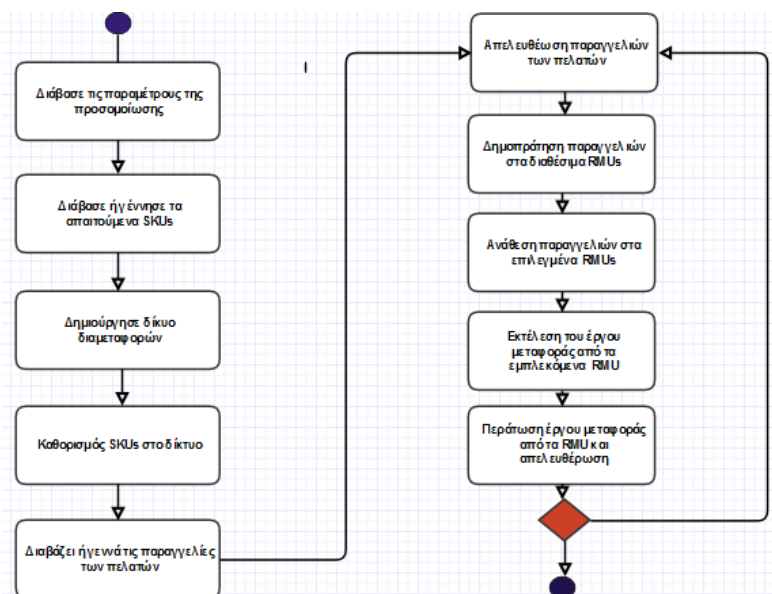 Διάβασε τις παραμέτρους της
προσομοίωσης
Διάβασε ή γέννησε τα
απαιτούμενα SKUs
Δημιούργησε δίκυο
διαμεταφορών
Καθορισμός SKUs στο δίκτυο
Διαβάζει ή γεννά τις παραγγελίες
των πελατών
Απελευθέωση παραγγελιών
των πελατών
Δημοπράτηση παραγγελιών
στα διαθέσιμα RMUs
Ανάθεση παραγγελιών στα
επιλεγμένα RMUs
Εκτέλεση του έργου
μεταφοράς από τα
εμπλεκόμενα RMU
Περάτωση έργου μεταφοράς
από τα RMU και
απελευθέρωση